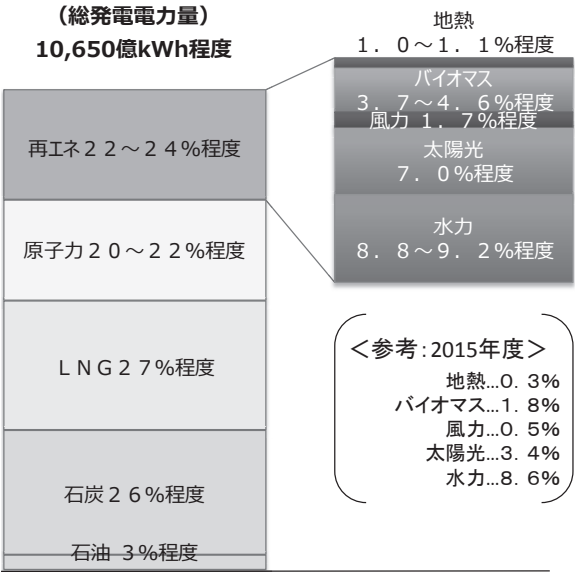 (総発電電力量)
10,650億kWh程度
再エネ22~24%程度
原子力20~22%程度
LNG27%程度
石炭26%程度
石油 3%程度
地熱
1.0~1.1%程度
バイオマス
3.7~4.6%程度
風力 1.7%程度
太陽光
7.0%程度
水力
8.8~9.2%程度
<参考:2015年度>
地熱…0.3%
バイオマス…1.8%
風力…0.5%
太陽光…3.4%
水力…8.6%